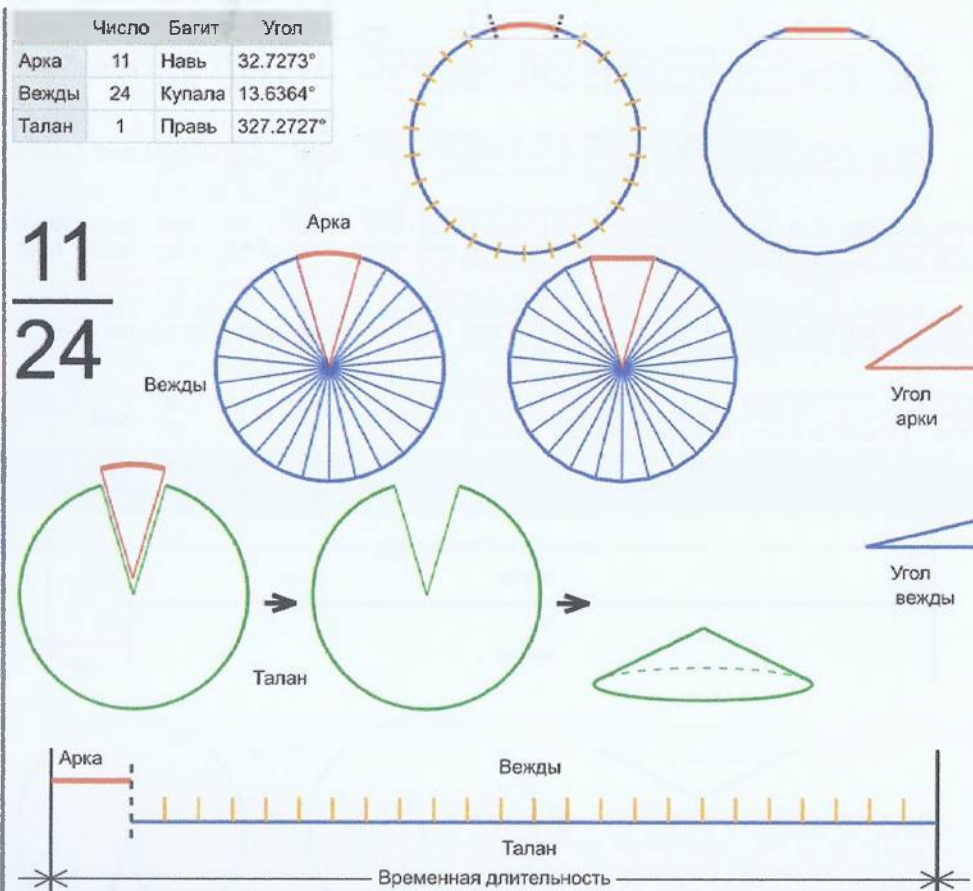 Число Багит Угол
Арка 11 Навь 32.7273°
Вежды 24 Купала 13.6364°
Талан 1 Правь 327.2727°
11
24
Арка
Вежды
Угол
арки
Угол
вежды
Талан
Арка
Вежды
Талан
Временная длительность